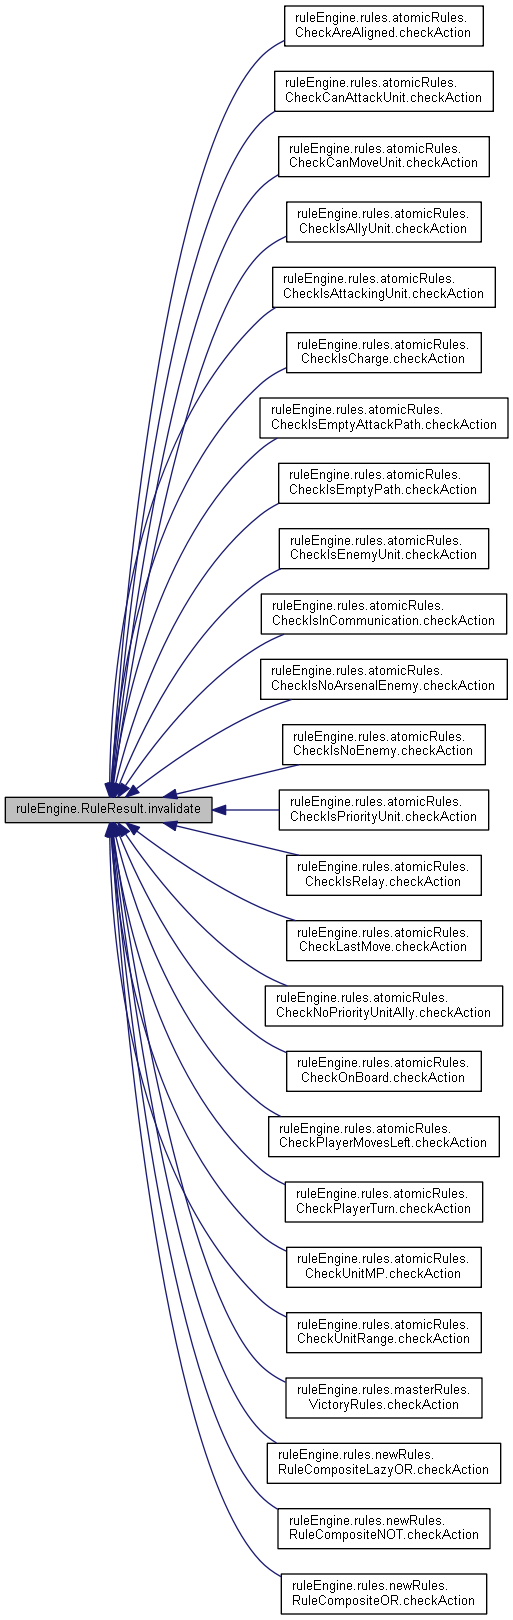 ruleEngine.rules.atomicRules.
CheckAreAligned.checkAction
ruleEngine.rules.atomicRules.
CheckCanAttackUnit.checkAction
ruleEngine.rules.atomicRules.
CheckCanMoveUnit.checkAction
ruleEngine.rules.atomicRules.
CheckIsAllyUnit.checkAction
ruleEngine.rules.atomicRules.
CheckIsAttackingUnit.checkAction
ruleEngine.rules.atomicRules.
CheckIsCharge.checkAction
ruleEngine.rules.atomicRules.
CheckIsEmptyAttackPath.checkAction
ruleEngine.rules.atomicRules.
CheckIsEmptyPath.checkAction
ruleEngine.rules.atomicRules.
CheckIsEnemyUnit.checkAction
ruleEngine.rules.atomicRules.
CheckIsInCommunication.checkAction
ruleEngine.rules.atomicRules.
CheckIsNoArsenalEnemy.checkAction
ruleEngine.rules.atomicRules.
CheckIsNoEnemy.checkAction
ruleEngine.RuleResult.invalidate
ruleEngine.rules.atomicRules.
CheckIsPriorityUnit.checkAction
ruleEngine.rules.atomicRules.
CheckIsRelay.checkAction
ruleEngine.rules.atomicRules.
CheckLastMove.checkAction
ruleEngine.rules.atomicRules.
CheckNoPriorityUnitAlly.checkAction
ruleEngine.rules.atomicRules.
CheckOnBoard.checkAction
ruleEngine.rules.atomicRules.
CheckPlayerMovesLeft.checkAction
ruleEngine.rules.atomicRules.
CheckPlayerTurn.checkAction
ruleEngine.rules.atomicRules.
CheckUnitMP.checkAction
ruleEngine.rules.atomicRules.
CheckUnitRange.checkAction
ruleEngine.rules.masterRules.
VictoryRules.checkAction
ruleEngine.rules.newRules.
RuleCompositeLazyOR.checkAction
ruleEngine.rules.newRules.
RuleCompositeNOT.checkAction
ruleEngine.rules.newRules.
RuleCompositeOR.checkAction